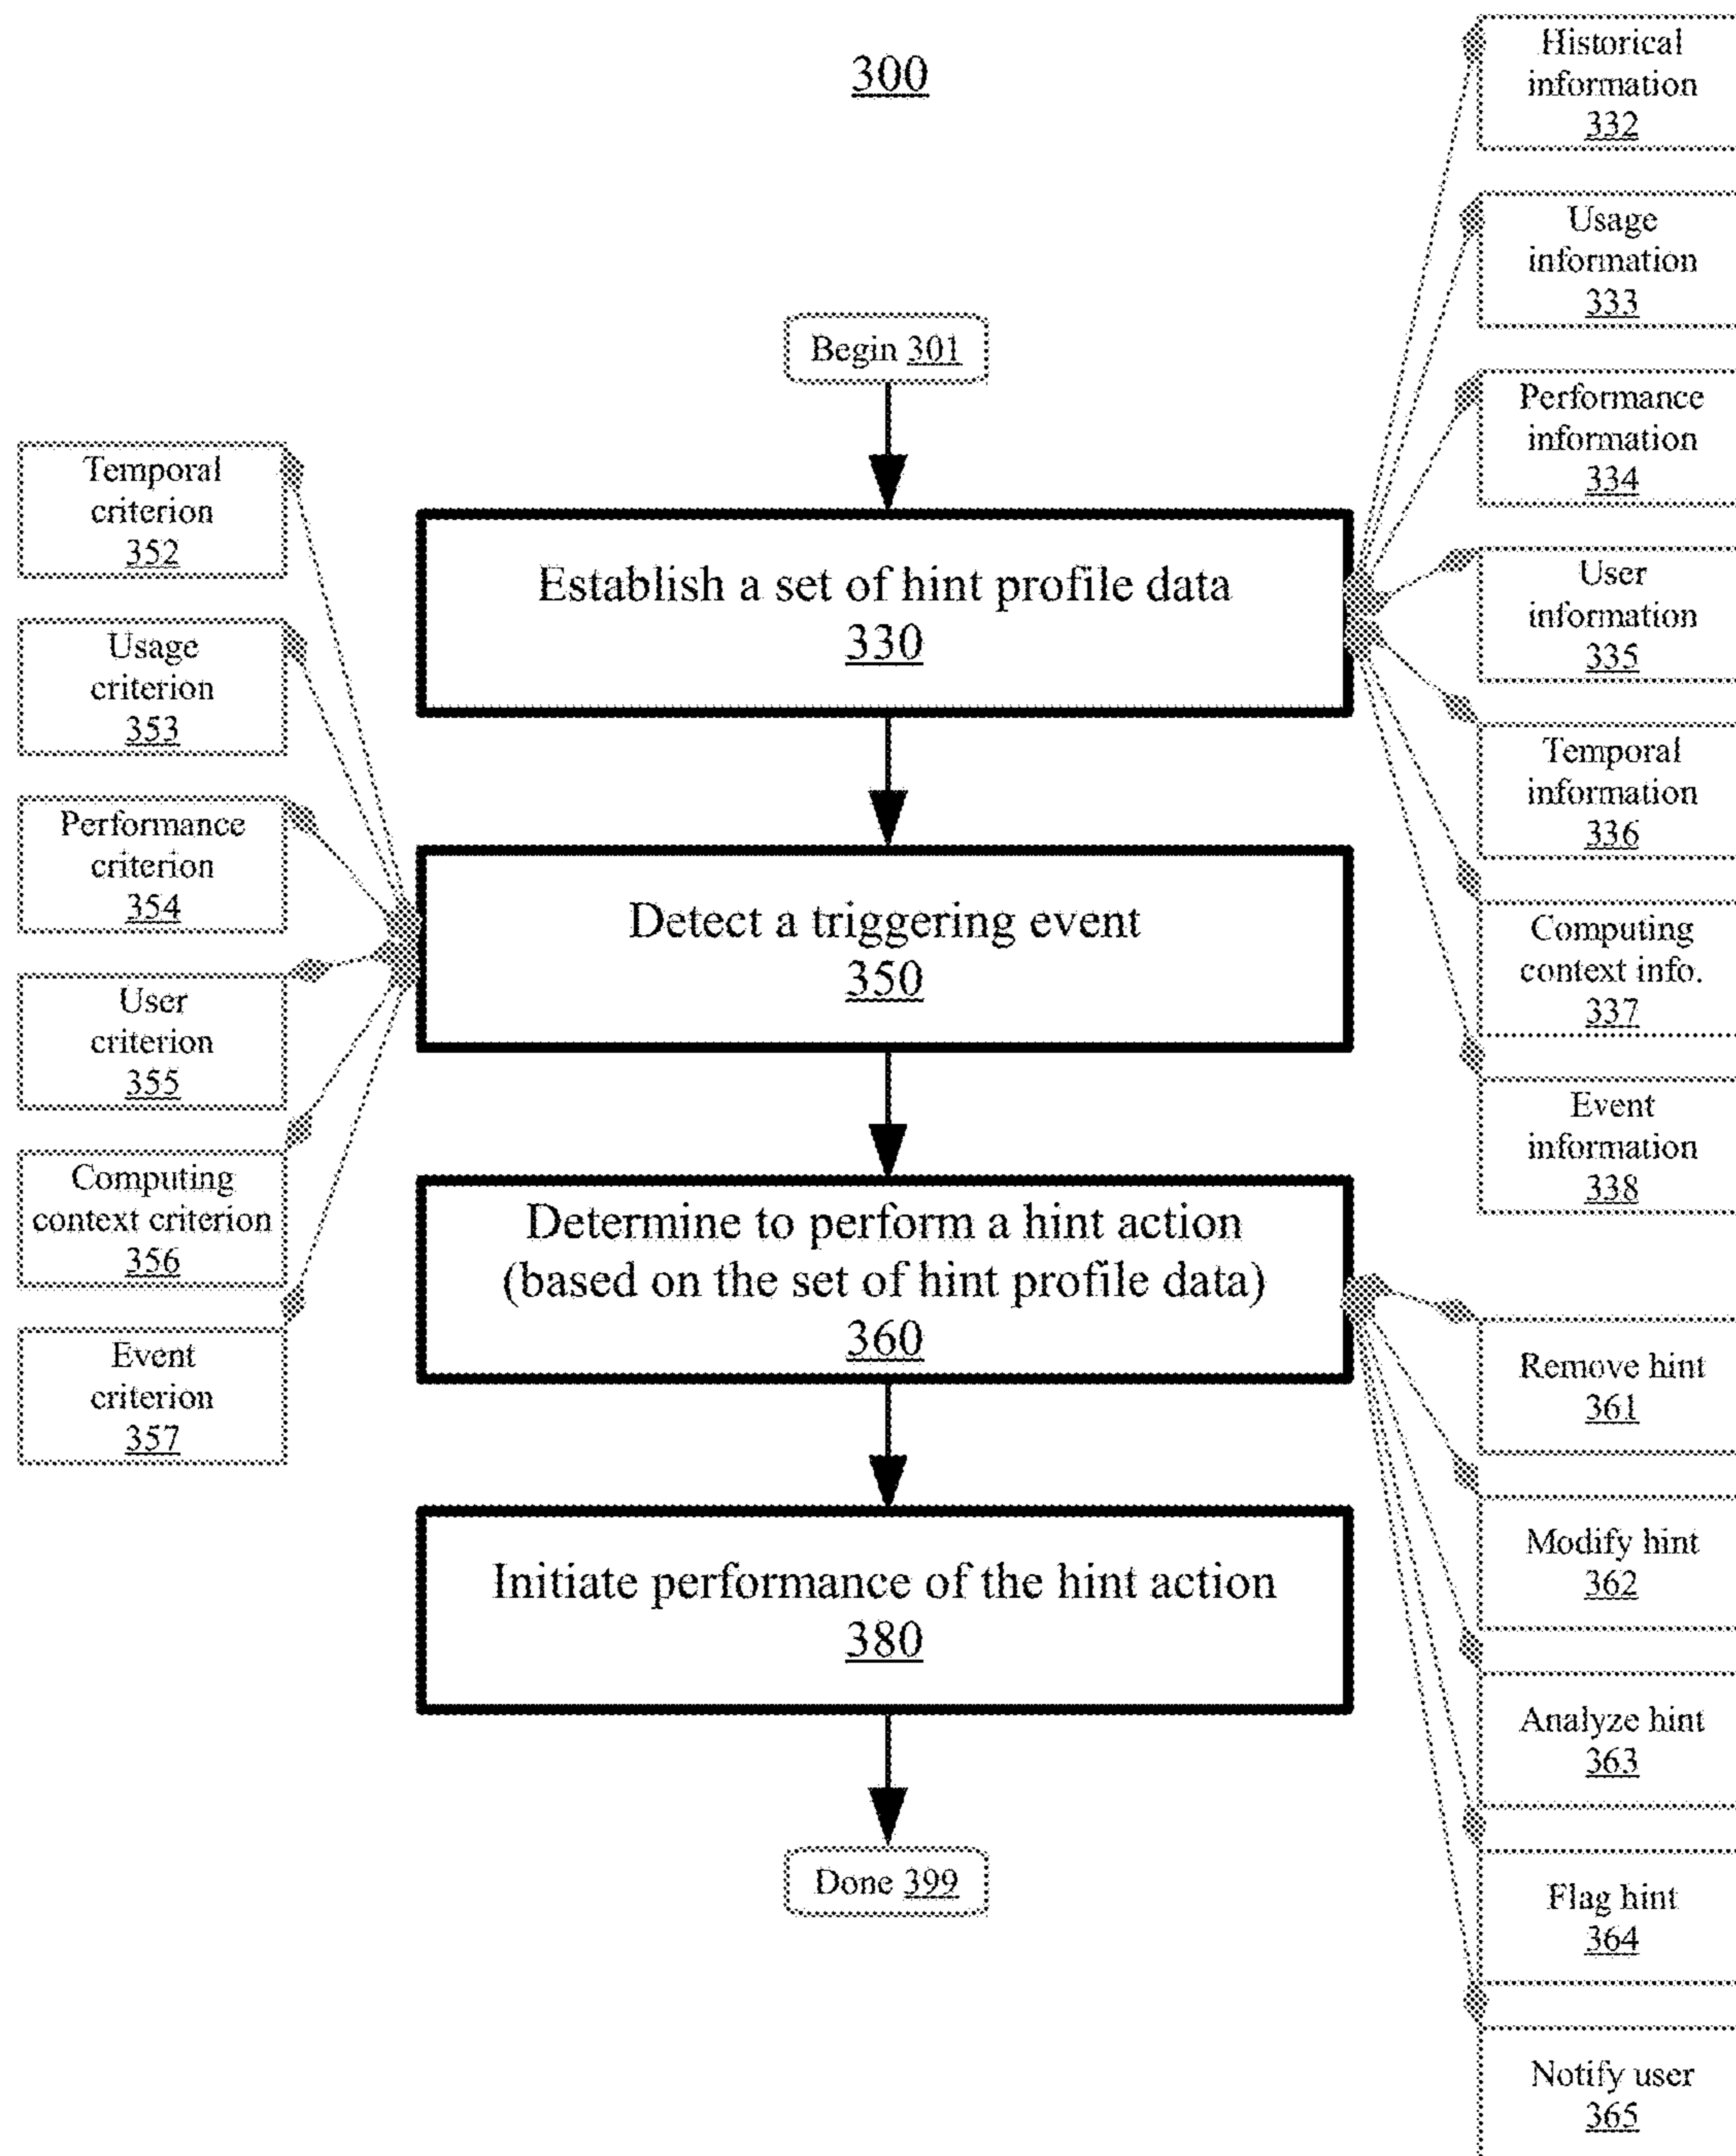 300
Historical
information
332
Usage
information
333
Performance
information
334
User
information
335
Temporal
information
336
Computing
context info.
337
Event
information
338
Begin 301
Establish a set of hint profile data
330
Temporal
criterion
352
Usage
criterion
353
Performance
criterion
354
User
criterion
355
Computing
context criterion
356
Event
criterion
357
Detect a triggering event
350
Determine to perform a hint action
(based on the set of hint profile data)
360
Remove hint
361
Modify hint
362
Analyze hint
363
Flag hint
364
Notify user
365
Initiate performance of the hint action
380
Done 399